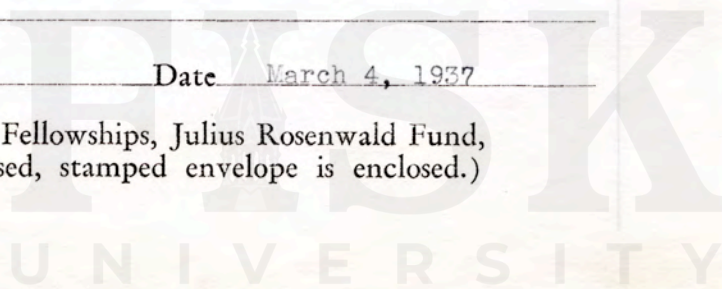 Date March 4, 1937
Fellowships, Julius Rosenwald Fund,
sed, stamped envelope is enclosed.)
FISK
UNIVERSITY